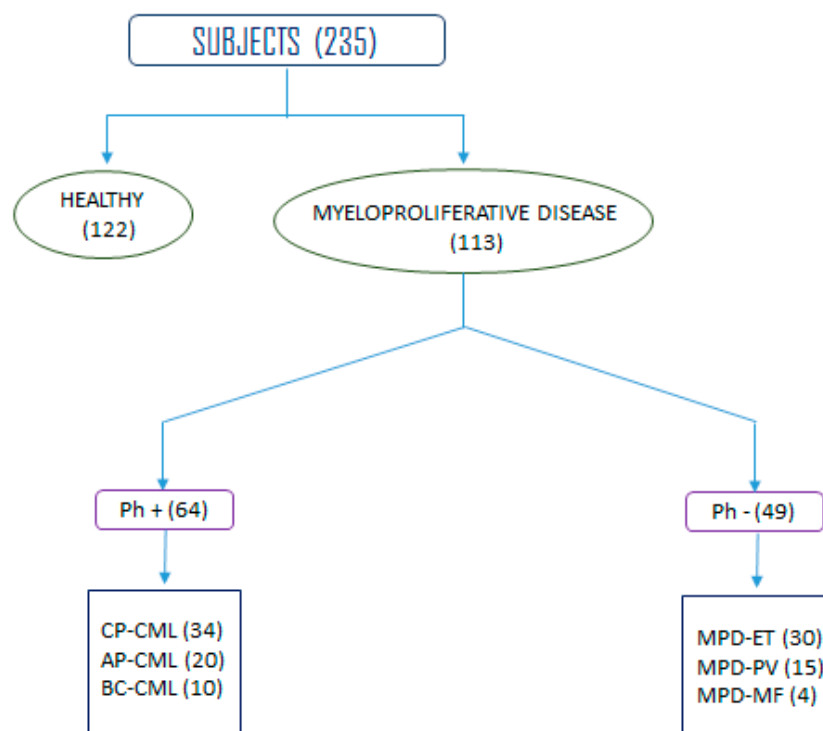 SUBJECTS (235)
HEALTHY
(122)
MYELOPROLIFERATIVE DISEASE
(113)
Ph + (64)
Ph - (49)
CP-CML (34)
AP-CML (20)
BC-CML (10)
MPD-ET (30)
MPD-PV (15)
MPD-MF (4)